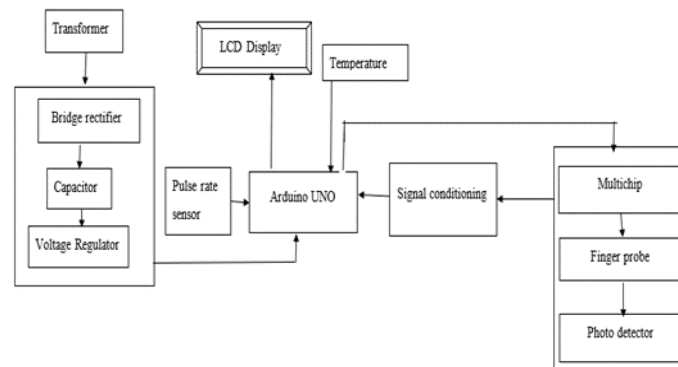 Transformer
LCD Display
Temperature
Bridge rectifier
Capacitor
Voltage Regulator
Pulse rate
sensor
Arduino UNO
Signal conditioning
Multichip
Finger probe
Photo detector